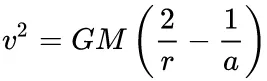 v² = GM ( 2/r − 1/a )